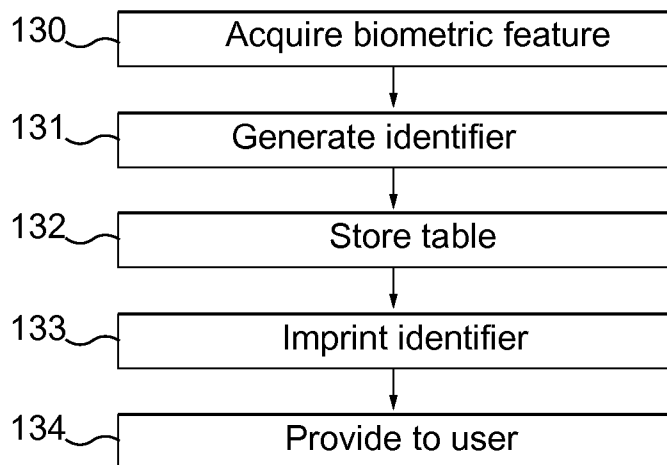 130 Acquire biometric feature
131 Generate identifier
132 Store table
133 Imprint identifier
134 Provide to user